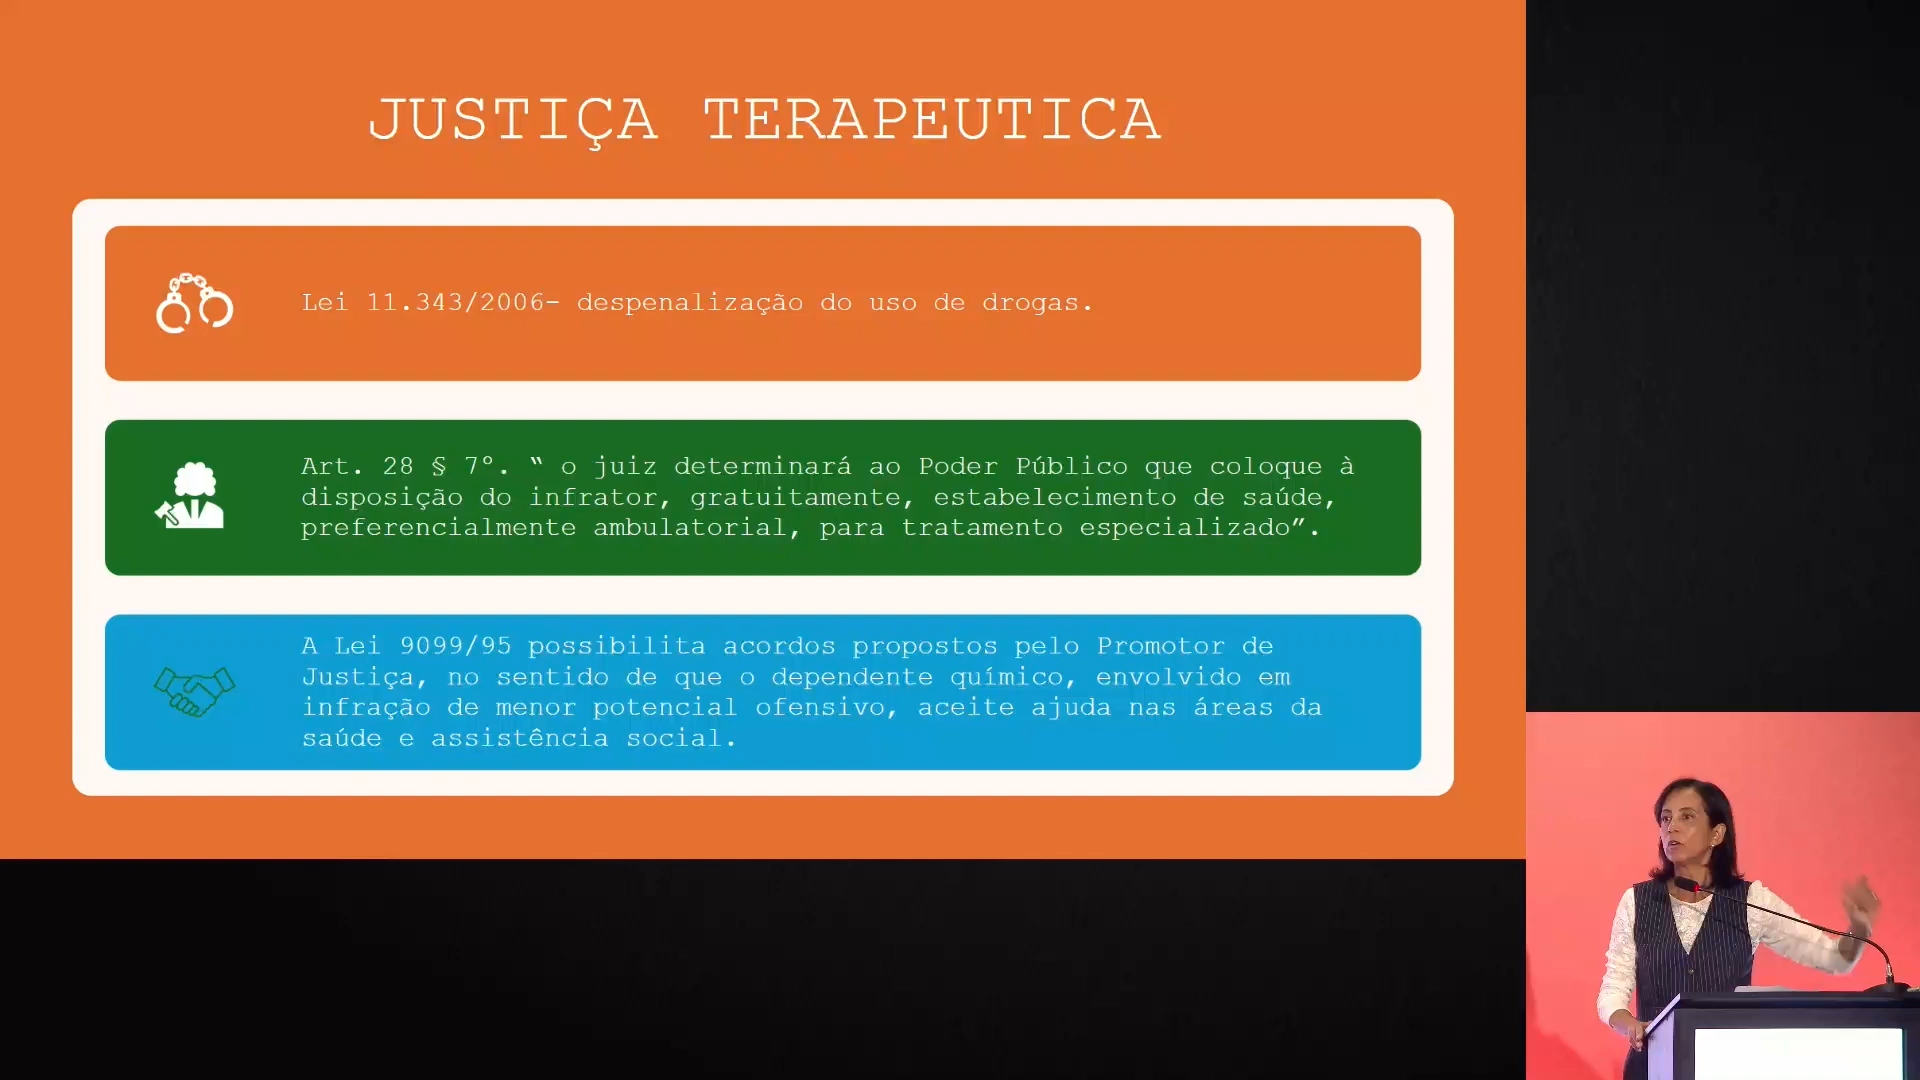 JUSTIÇA TERAPEUTICA
Lei 11.343/2006- despenalização do uso de drogas.
Art. 28 § 7º. “ o juiz determinará ao Poder Público que coloque à
disposição do infrator, gratuitamente, estabelecimento de saúde,
preferencialmente ambulatorial, para tratamento especializado”.
A Lei 9099/95 possibilita acordos propostos pelo Promotor de
Justiça, no sentido de que o dependente químico, envolvido em
infração de menor potencial ofensivo, aceite ajuda nas áreas da
saúde e assistência social.